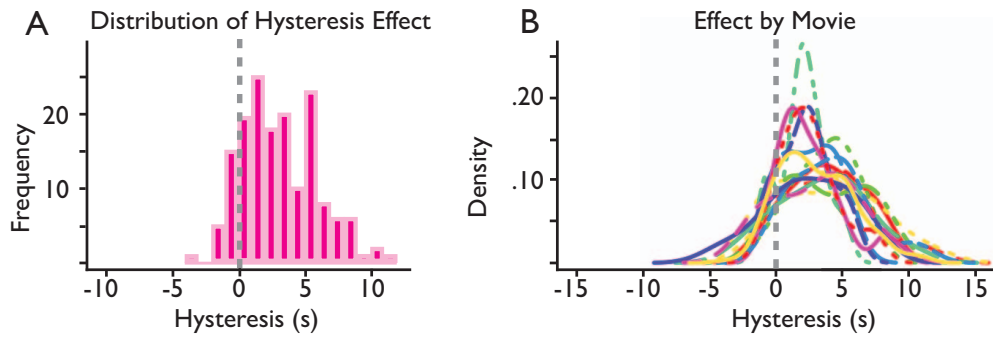 A Distribution of Hysteresis Effect
Frequency
20
10
-10 -5 0 5 10
Hysteresis (s)
B Effect by Movie
Density
.20
.10
-15 -10 -5 0 5 10 15
Hysteresis (s)